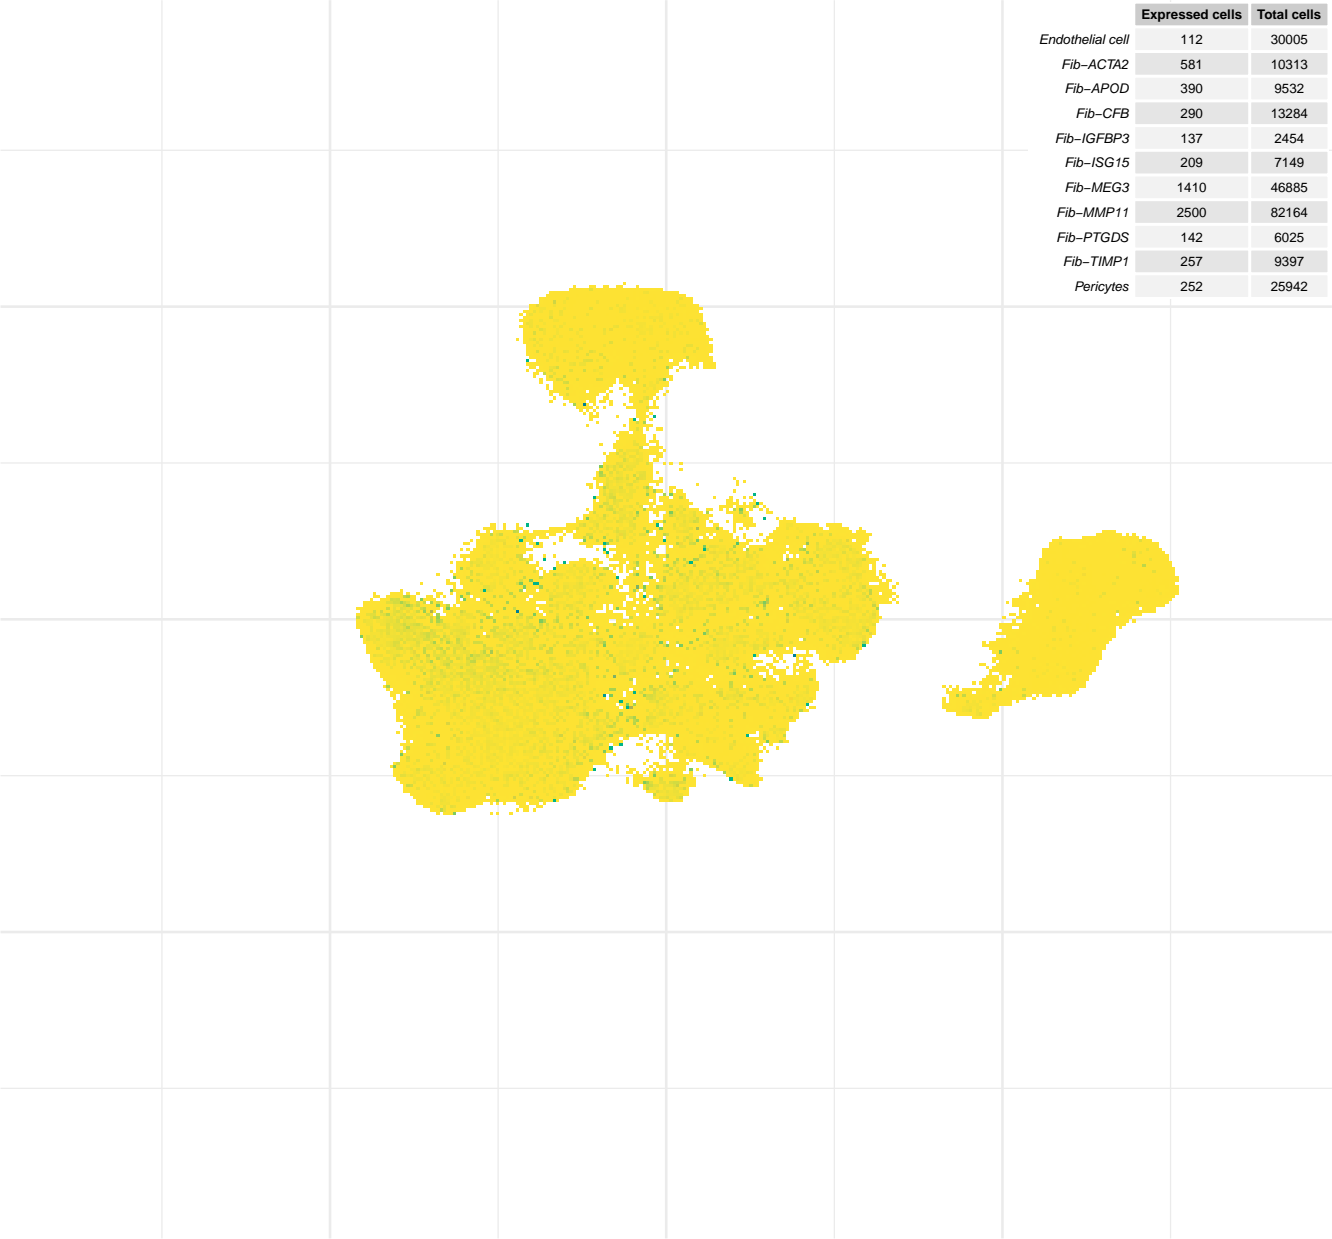 Expressed cells Total cells
Endothelial cell 112 30005
Fib−ACTA2 581 10313
Fib−APOD 390 9532
Fib−CFB 290 13284
Fib−IGFBP3 137 2454
Fib−ISG15 209 7149
Fib−MEG3 1410 46885
Fib−MMP11 2500 82164
Fib−PTGDS 142 6025
Fib−TIMP1 257 9397
Pericytes 252 25942